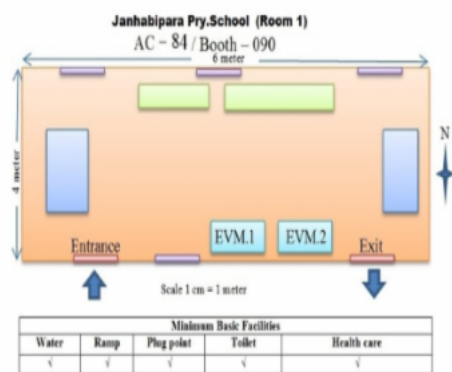 Janhabipara Pry.School (Room 1)
AC – 84 / Booth – 090
6 meter
4 meter
N
EVM.1
EVM.2
Entrance
Exit
Scale 1 cm = 1 meter
Minimum Basic Facilities
Water Ramp Plug point Toilet Health care
√ √ √ √ √